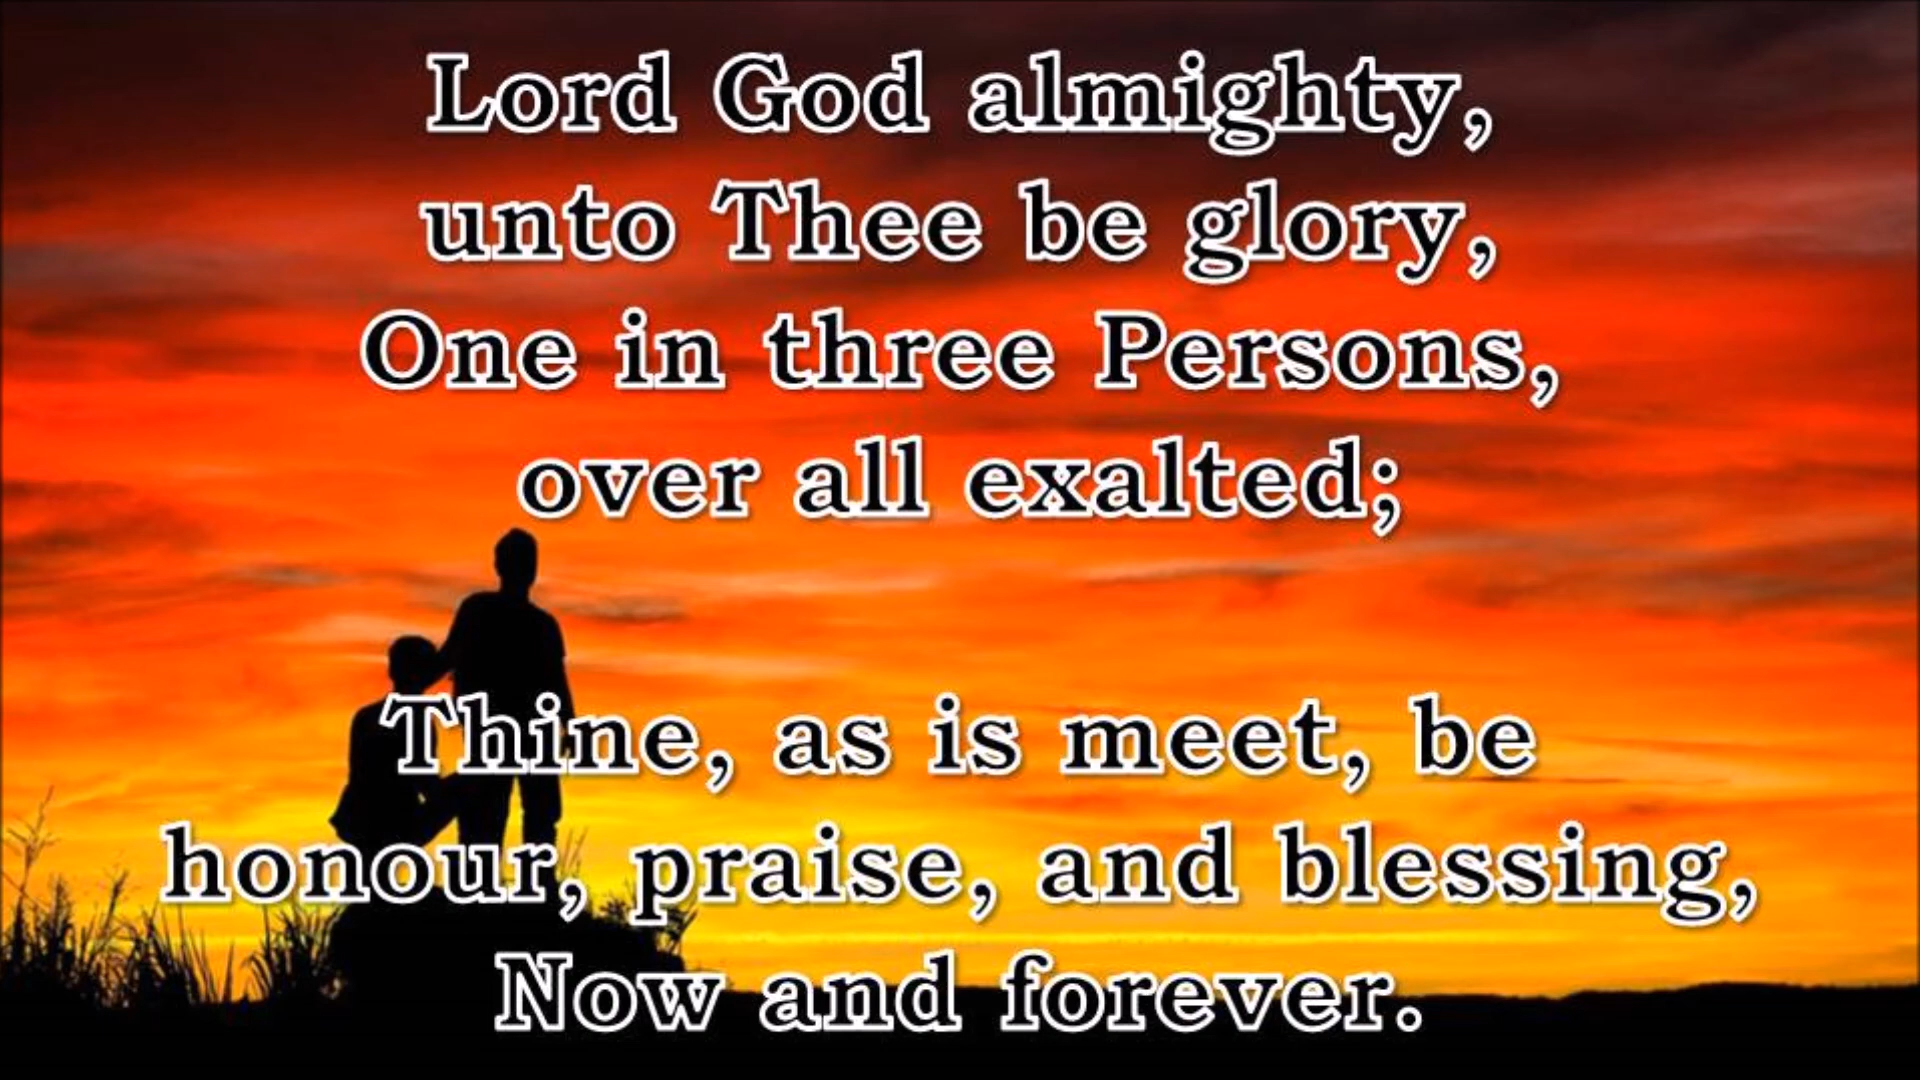 Lord God almighty,
unto Thee be glory,
One in three Persons,
over all exalted;
Thine, as is meet, be
honour, praise, and blessing,
Now and forever.